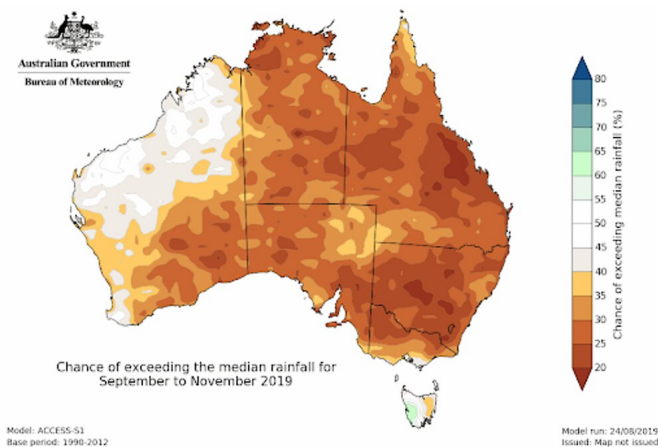 Australian Government
Bureau of Meteorology
80
75
70
65
60
55
50
45
40
35
30
25
20
Chance of exceeding median rainfall (%)
Chance of exceeding the median rainfall for
September to November 2019
Model: ACCESS-S1
Base period: 1990-2012
Model run: 24/08/2019
Issued: Map not issued